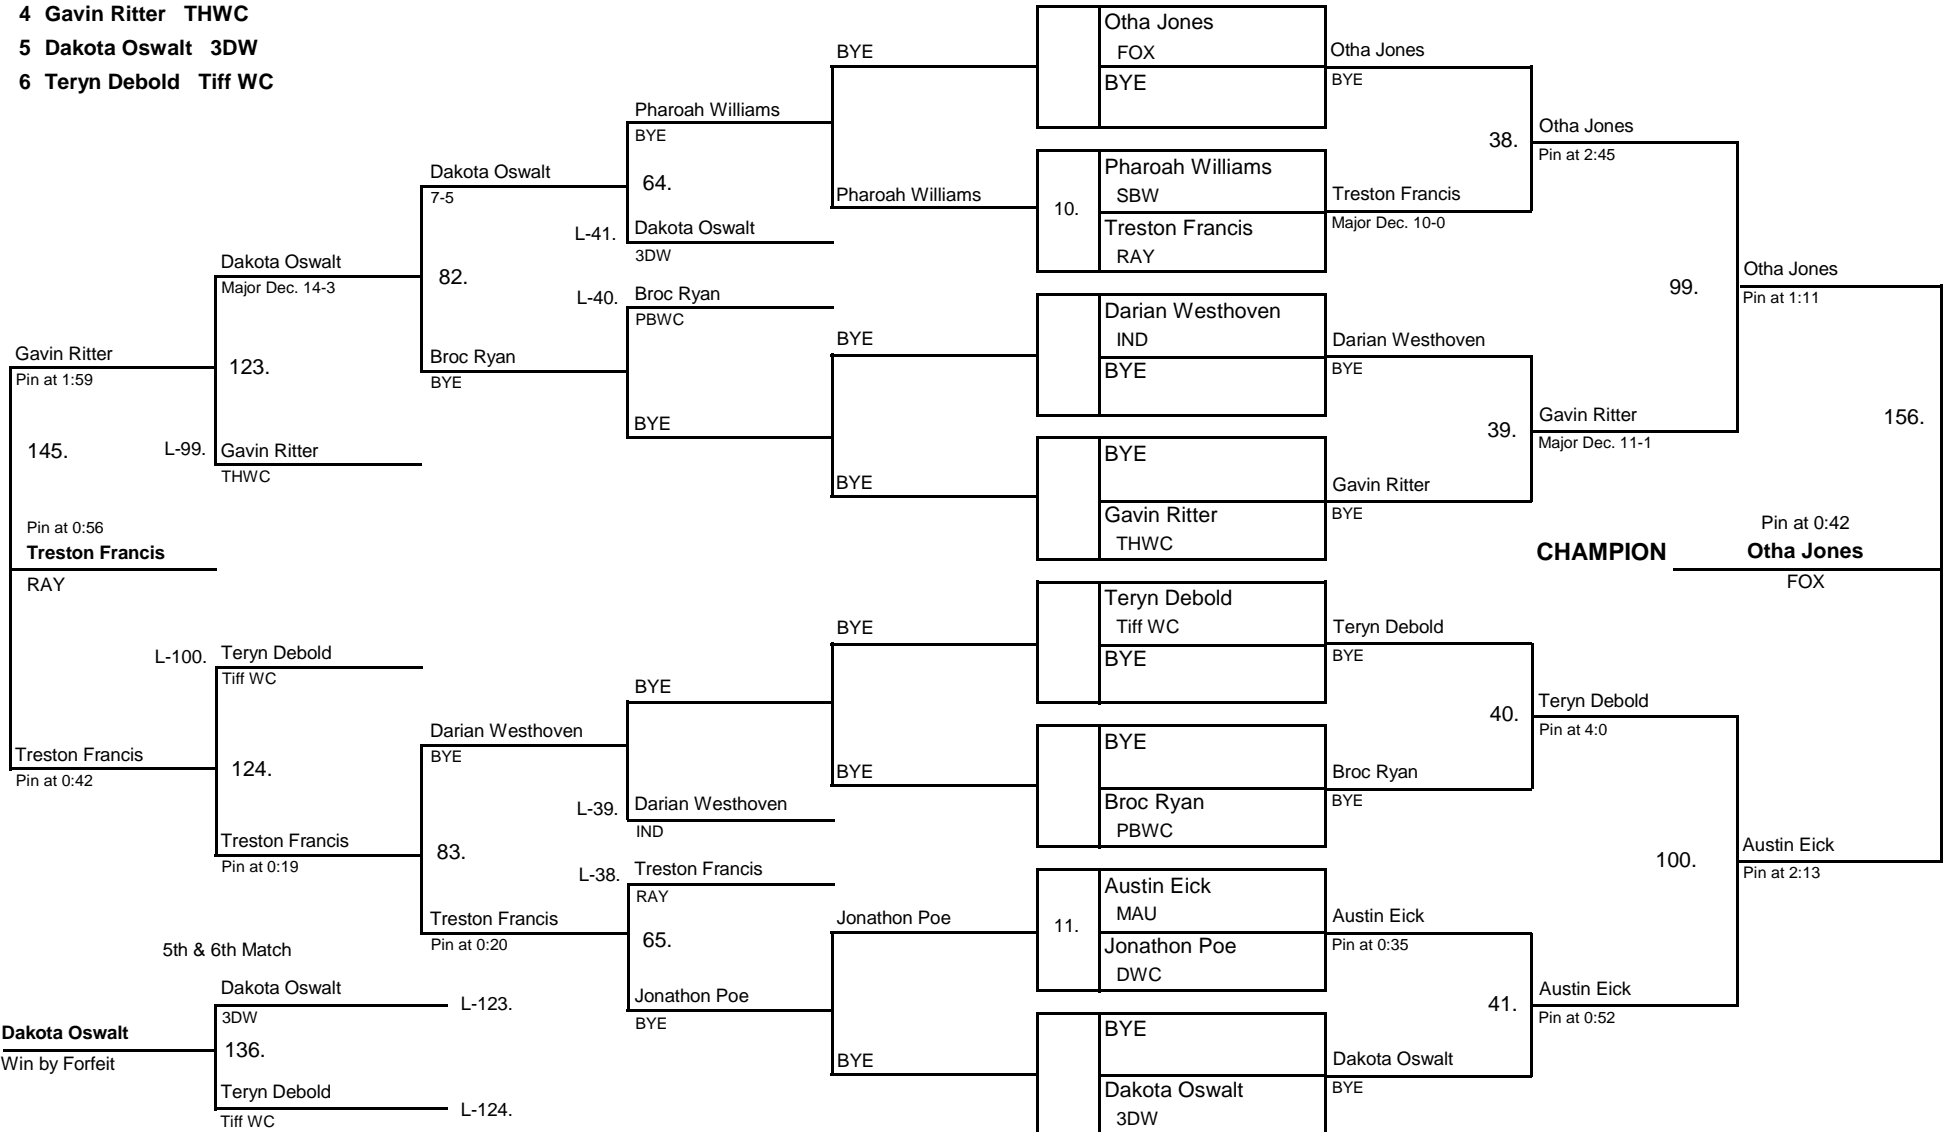 4 Gavin Ritter THWC
5 Dakota Oswalt 3DW
6 Teryn Debold Tiff WC
Otha Jones
FOX
BYE
Pharoah Williams
SBW
10.
Treston Francis
RAY
Darian Westhoven
IND
BYE
BYE
Gavin Ritter
THWC
Teryn Debold
Tiff WC
BYE
BYE
Broc Ryan
PBWC
Austin Eick
MAU
11.
Jonathon Poe
DWC
BYE
Dakota Oswalt
3DW
Otha Jones
BYE
38.
Treston Francis
Major Dec. 10-0
Darian Westhoven
BYE
39.
Gavin Ritter
BYE
Teryn Debold
BYE
40.
Broc Ryan
BYE
Austin Eick
Pin at 0:35
41.
Dakota Oswalt
BYE
Otha Jones
Pin at 2:45
99.
Gavin Ritter
Major Dec. 11-1
Teryn Debold
Pin at 4:0
100.
Austin Eick
Pin at 0:52
Otha Jones
Pin at 1:11
156.
Pin at 0:42
CHAMPION Otha Jones
FOX
Austin Eick
Pin at 2:13
BYE
Pharoah Williams
BYE
BYE
BYE
BYE
Jonathon Poe
BYE
Pharoah Williams
BYE
64.
L-41. Dakota Oswalt
3DW
L-40. Broc Ryan
PBWC
BYE
BYE
L-39. Darian Westhoven
IND
L-38. Treston Francis
RAY
65.
Jonathon Poe
BYE
Dakota Oswalt
7-5
82.
Broc Ryan
BYE
Darian Westhoven
BYE
83.
Treston Francis
Pin at 0:20
Dakota Oswalt
Major Dec. 14-3
123.
L-99. Gavin Ritter
THWC
L-100. Teryn Debold
Tiff WC
124.
Treston Francis
Pin at 0:19
Gavin Ritter
Pin at 1:59
145.
Pin at 0:56
Treston Francis
RAY
Treston Francis
Pin at 0:42
5th & 6th Match
Dakota Oswalt L-123.
3DW
Dakota Oswalt
136.
Win by Forfeit
Teryn Debold L-124.
Tiff WC